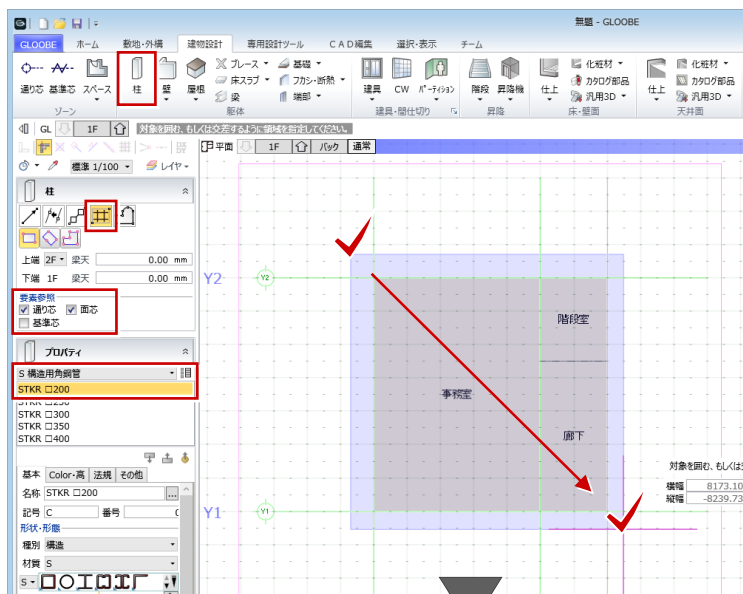 無題 - GLOOBE
GLOOBE ホーム 敷地･外構 建物設計 専用設計ツール CAD編集 選択･表示 チーム
通り芯 基準芯 スペース 柱 壁 屋根
ブレース 基礎
床スラブ フカシ･断熱
梁 端部
建具 CW パーテイション 階段 昇降機 仕上
化粧材
カタログ部品
汎用3D
仕上
化粧材
カタログ部品
汎用3D
ゾーン 躯体 建具･間仕切り 昇降 床･壁面 天井面
GL 1F 対象を囲む、もしくは交差するように領域を指定してください。
平面 1F バック 通常
標準 1/100 レイヤ
柱
上端 2F 梁天 0.00 mm
下端 1F 梁天 0.00 mm
要素参照
通り芯 面芯
基準芯
プロパティ
S 構造用角鋼管
STKR □200
STKR □250
STKR □300
STKR □350
STKR □400
基本 Color･高 法規 その他
名称 STKR □200 ...
記号 C 番号
形状･形態
種別 構造
材質 S
S
Y2 Y2
階段室
事務室
廊下
Y1 Y1
対象を囲む、もしくは
横幅 8173.10
縦幅 -8239.73